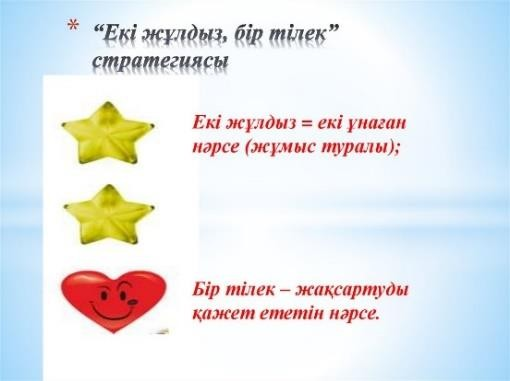 * “Екі жұлдыз, бір тілек”
стратегиясы
Екі жұлдыз = екі ұнаған
нәрсе (жұмыс туралы);
Бір тілек – жақсартуды
қажет ететін нәрсе.